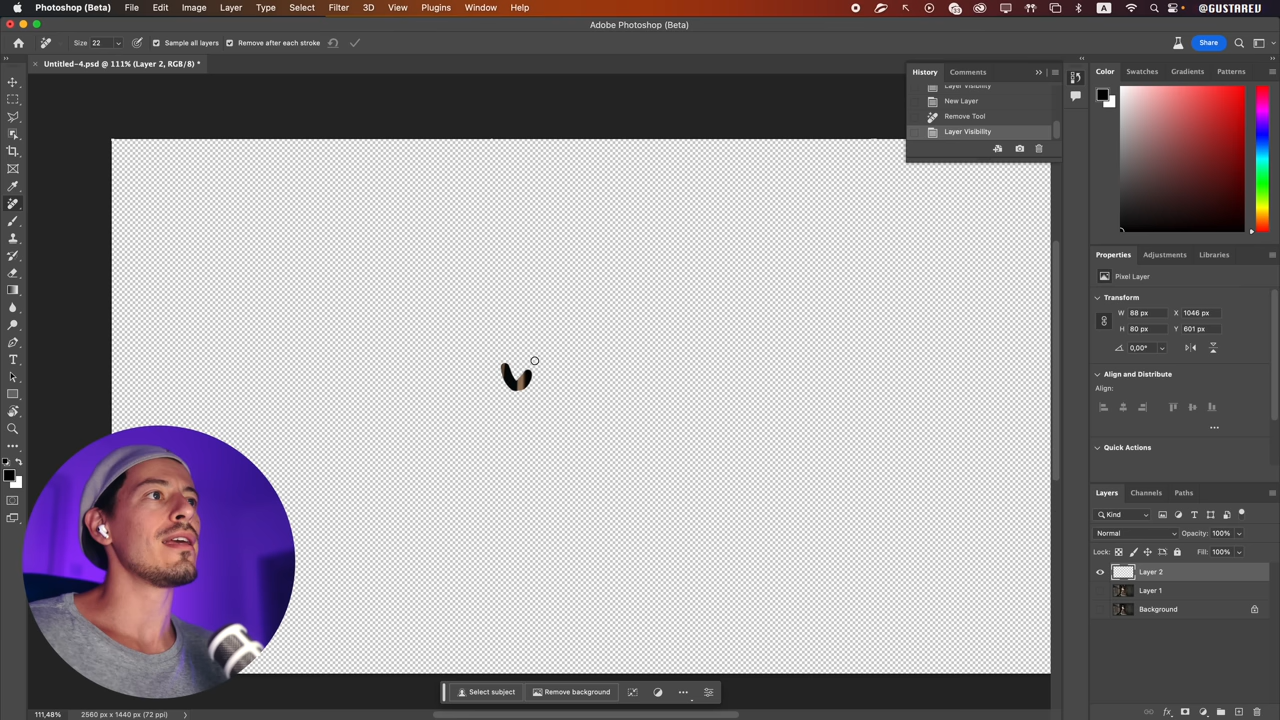 Photoshop (Beta) File Edit Image Layer Type Select Filter 3D View Plugins Window Help @GUSTAREV
Adobe Photoshop (Beta)
Size 22 Sample all layers Remove after each stroke Share
Untitled-4.psd @ 111% (Layer 2, RGB/8) *
History Comments
Layer Visibility
New Layer
Remove Tool
Layer Visibility
Color Swatches Gradients Patterns
Properties Adjustments Libraries
Pixel Layer
Transform
W 88 px X 1046 px
H 80 px Y 601 px
0,00°
Align and Distribute
Align:
Quick Actions
Layers Channels Paths
Kind
Normal Opacity: 100%
Lock: Fill: 100%
Layer 2
Layer 1
Background
Select subject Remove background
111,48% 2560 px x 1440 px (72 ppi)